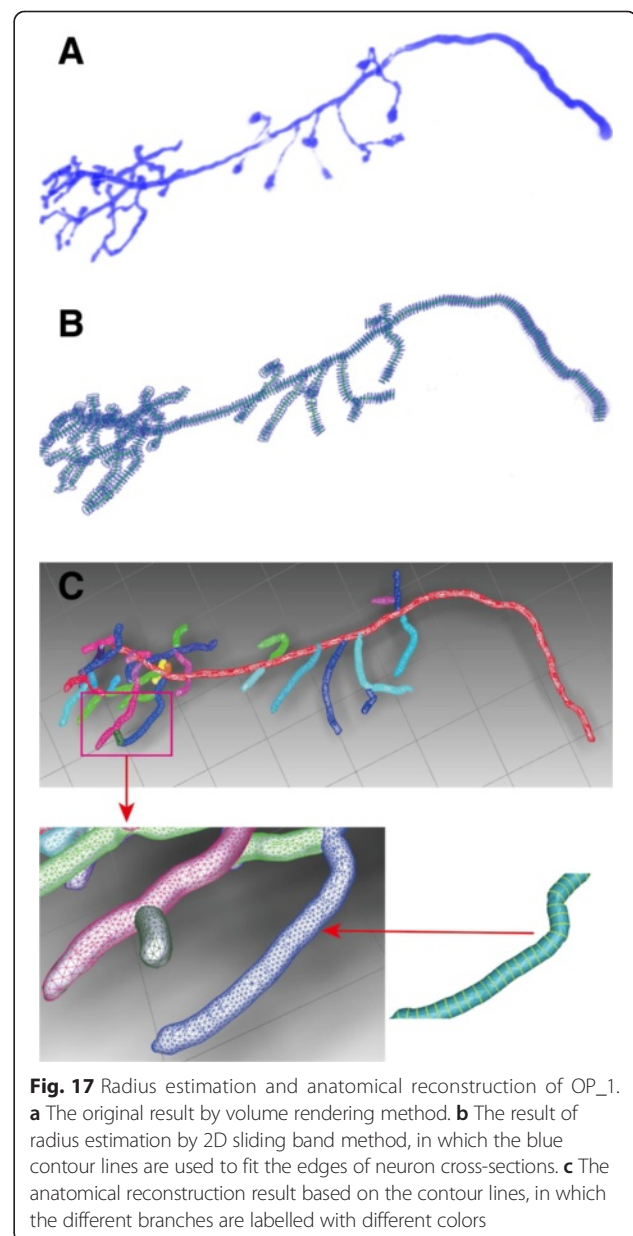 A
B
C
Fig. 17 Radius estimation and anatomical reconstruction of OP_1.
a The original result by volume rendering method. b The result of
radius estimation by 2D sliding band method, in which the blue
contour lines are used to fit the edges of neuron cross-sections. c The
anatomical reconstruction result based on the contour lines, in which
the different branches are labelled with different colors